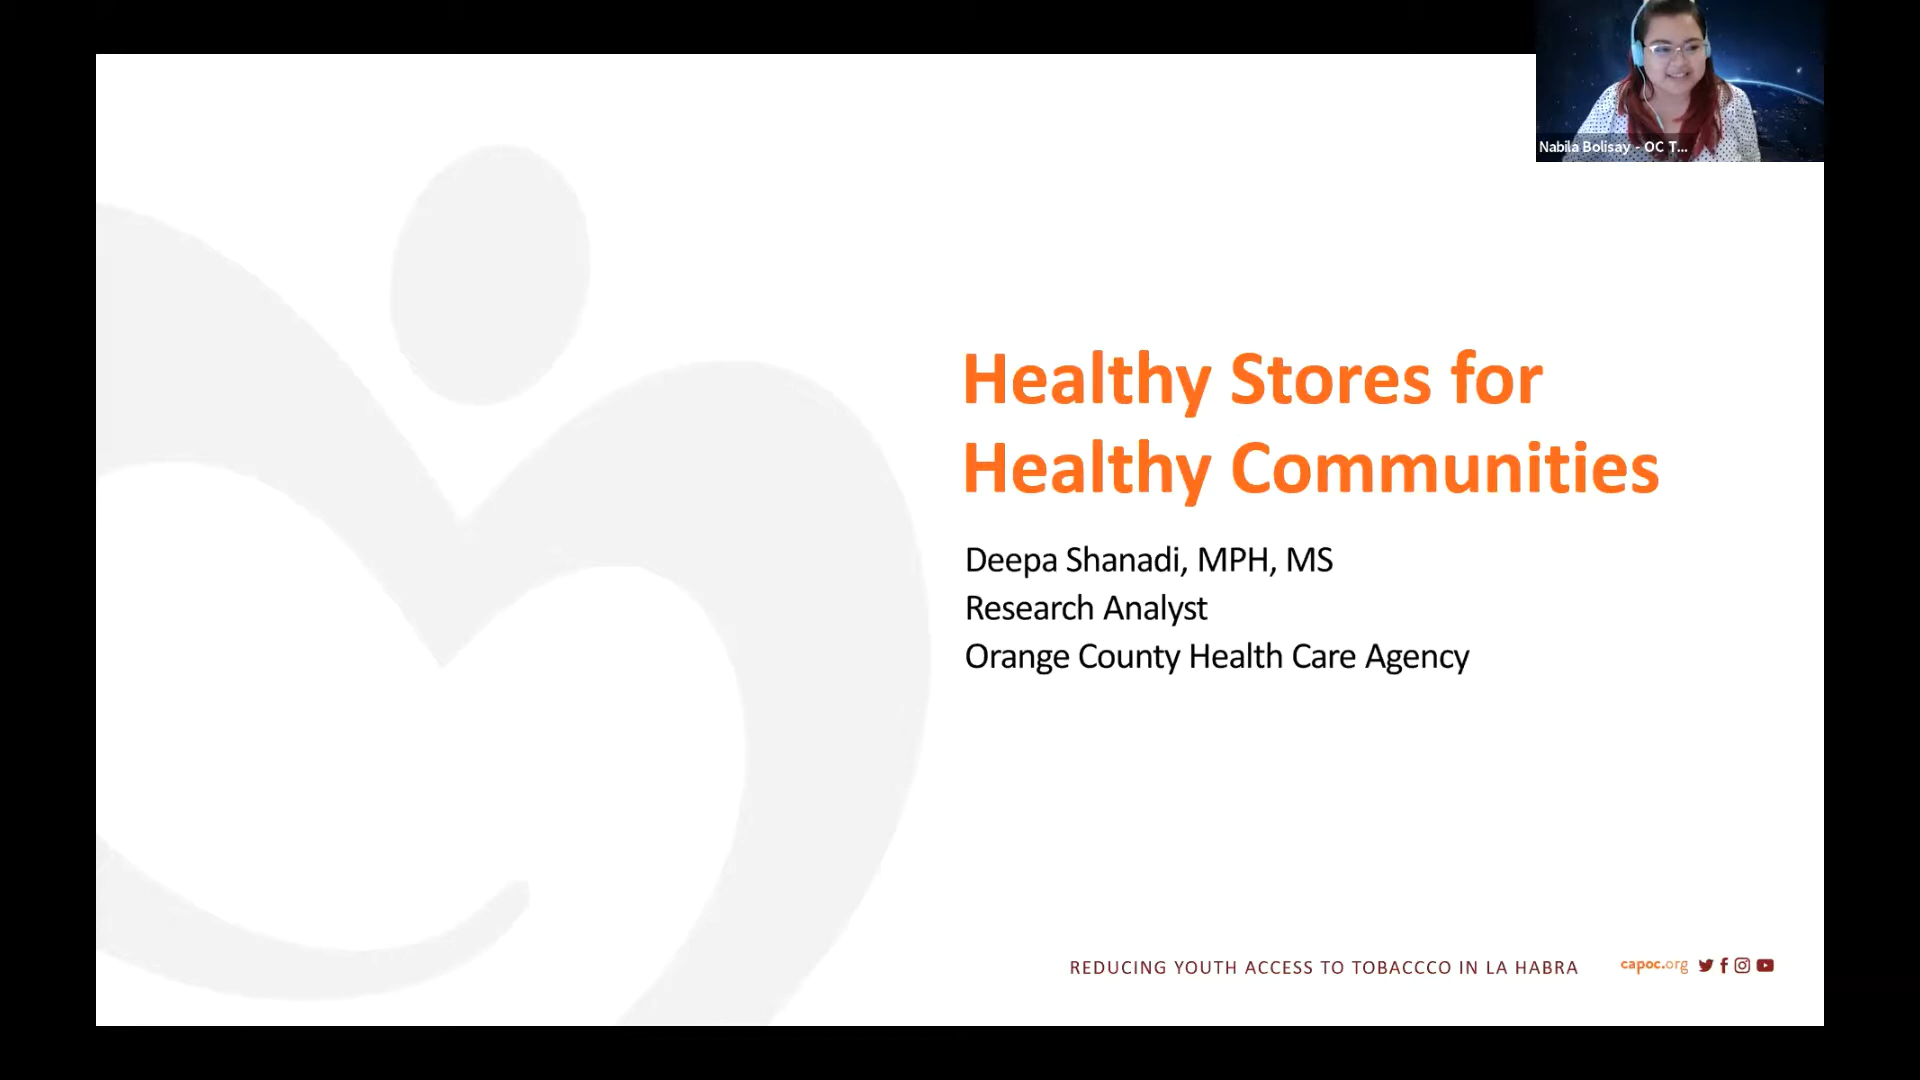 Nabila Bolisay - OC T...
Healthy Stores for
Healthy Communities
Deepa Shanadi, MPH, MS
Research Analyst
Orange County Health Care Agency
REDUCING YOUTH ACCESS TO TOBACCCO IN LA HABRA
capoc.org